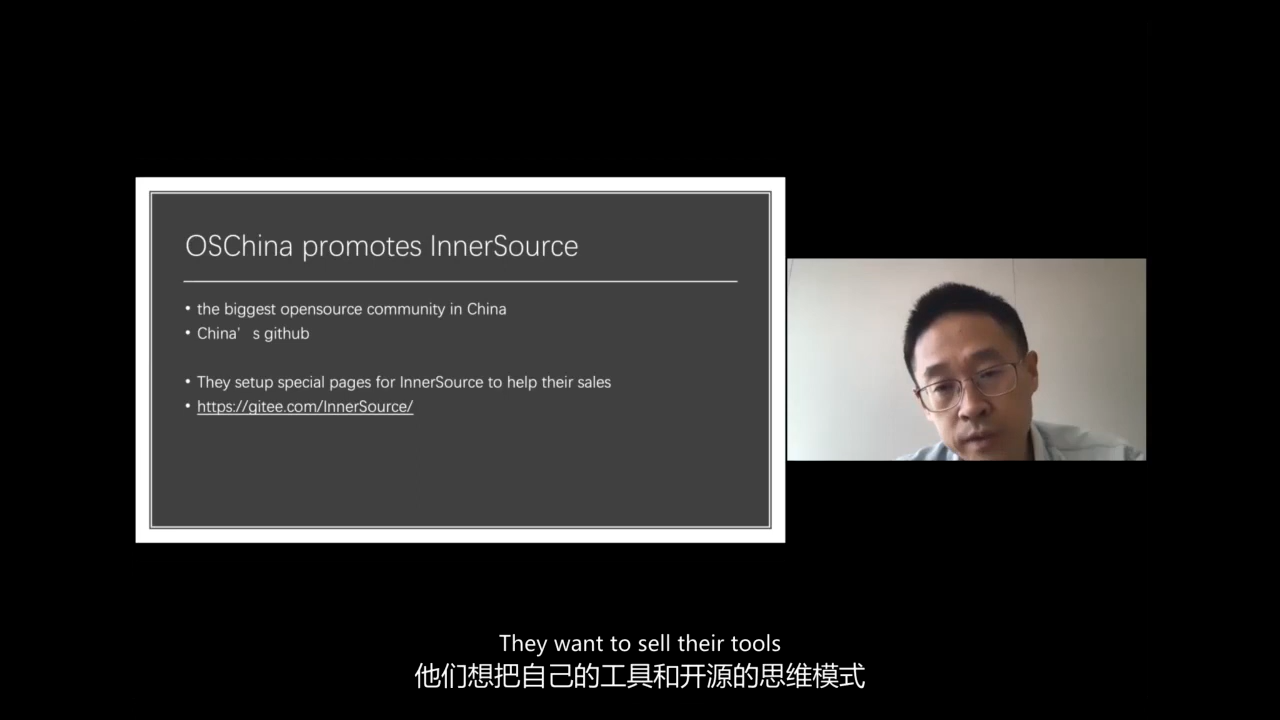 OSChina promotes InnerSource
• the biggest opensource community in China
• China’ s github
• They setup special pages for InnerSource to help their sales
• https://gitee.com/InnerSource/
They want to sell their tools
他们想把自己的工具和开源的思维模式